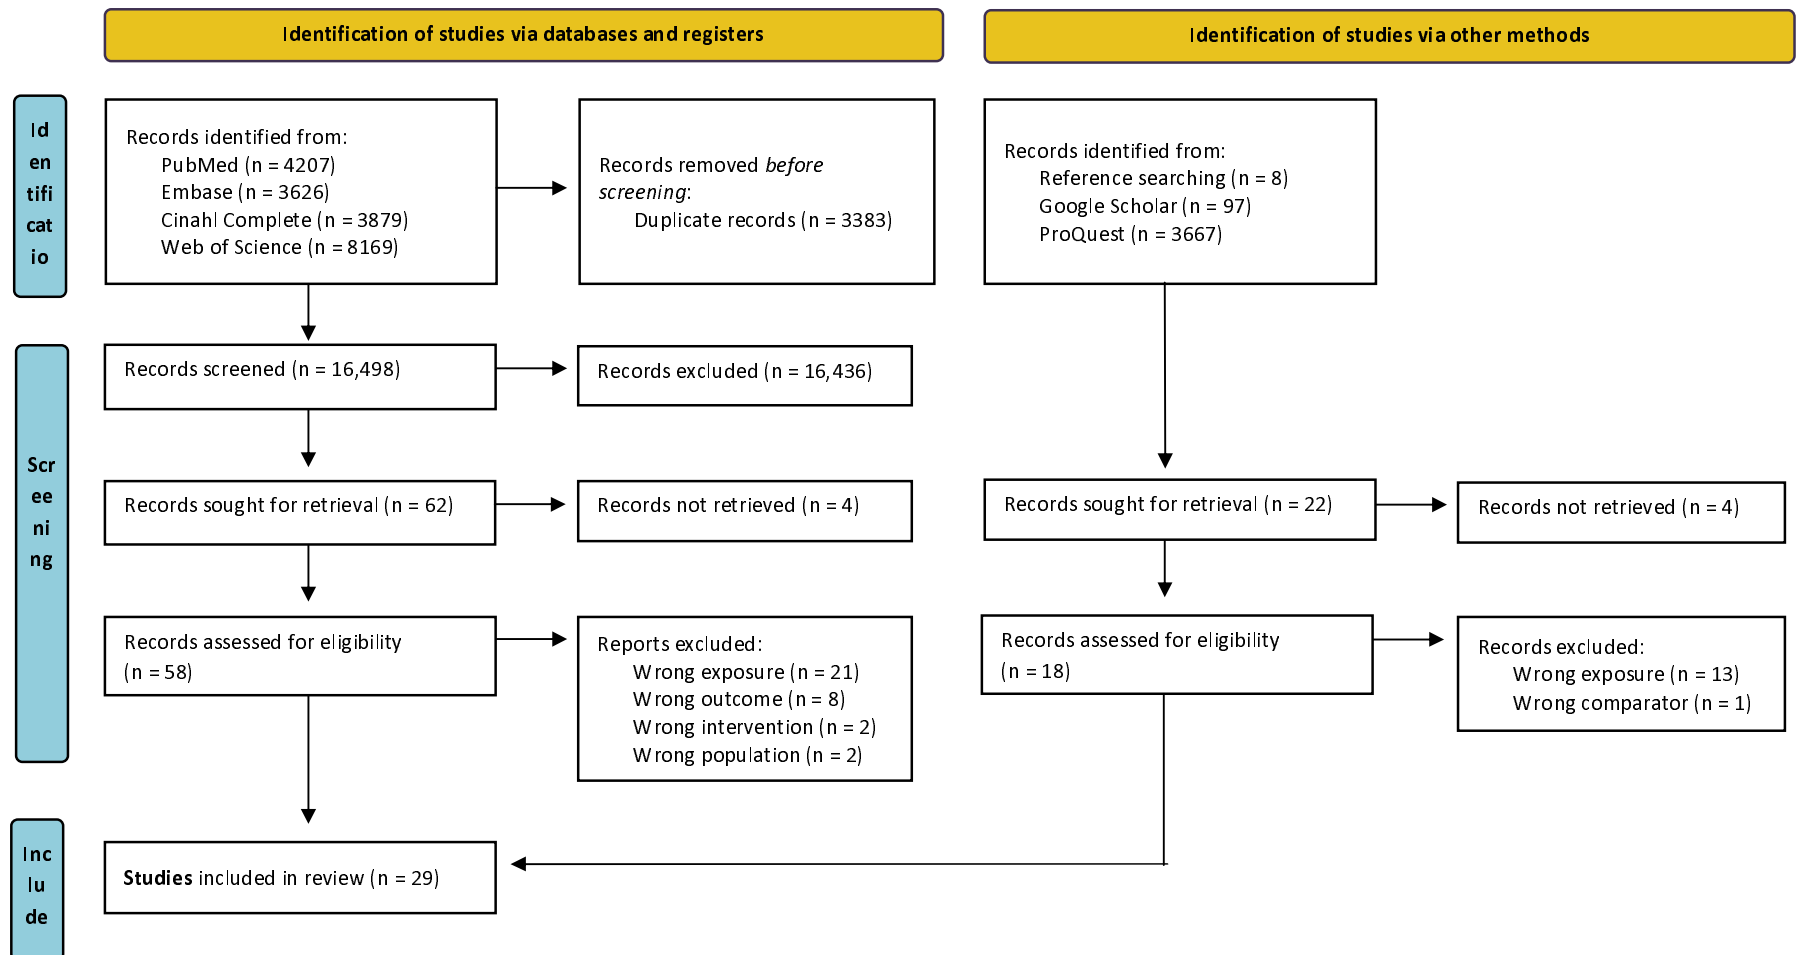 Identification of studies via databases and registers
Identification of studies via other methods
Id
en
tifi
cat
io
Records identified from:
PubMed (n = 4207)
Embase (n = 3626)
Cinahl Complete (n = 3879)
Web of Science (n = 8169)
Records removed before
screening:
Duplicate records (n = 3383)
Records identified from:
Reference searching (n = 8)
Google Scholar (n = 97)
ProQuest (n = 3667)
Scr
ee
ni
ng
Records screened (n = 16,498)
Records excluded (n = 16,436)
Records sought for retrieval (n = 62)
Records not retrieved (n = 4)
Records sought for retrieval (n = 22)
Records not retrieved (n = 4)
Records assessed for eligibility
(n = 58)
Reports excluded:
Wrong exposure (n = 21)
Wrong outcome (n = 8)
Wrong intervention (n = 2)
Wrong population (n = 2)
Records assessed for eligibility
(n = 18)
Records excluded:
Wrong exposure (n = 13)
Wrong comparator (n = 1)
Inc
lu
de
Studies included in review (n = 29)